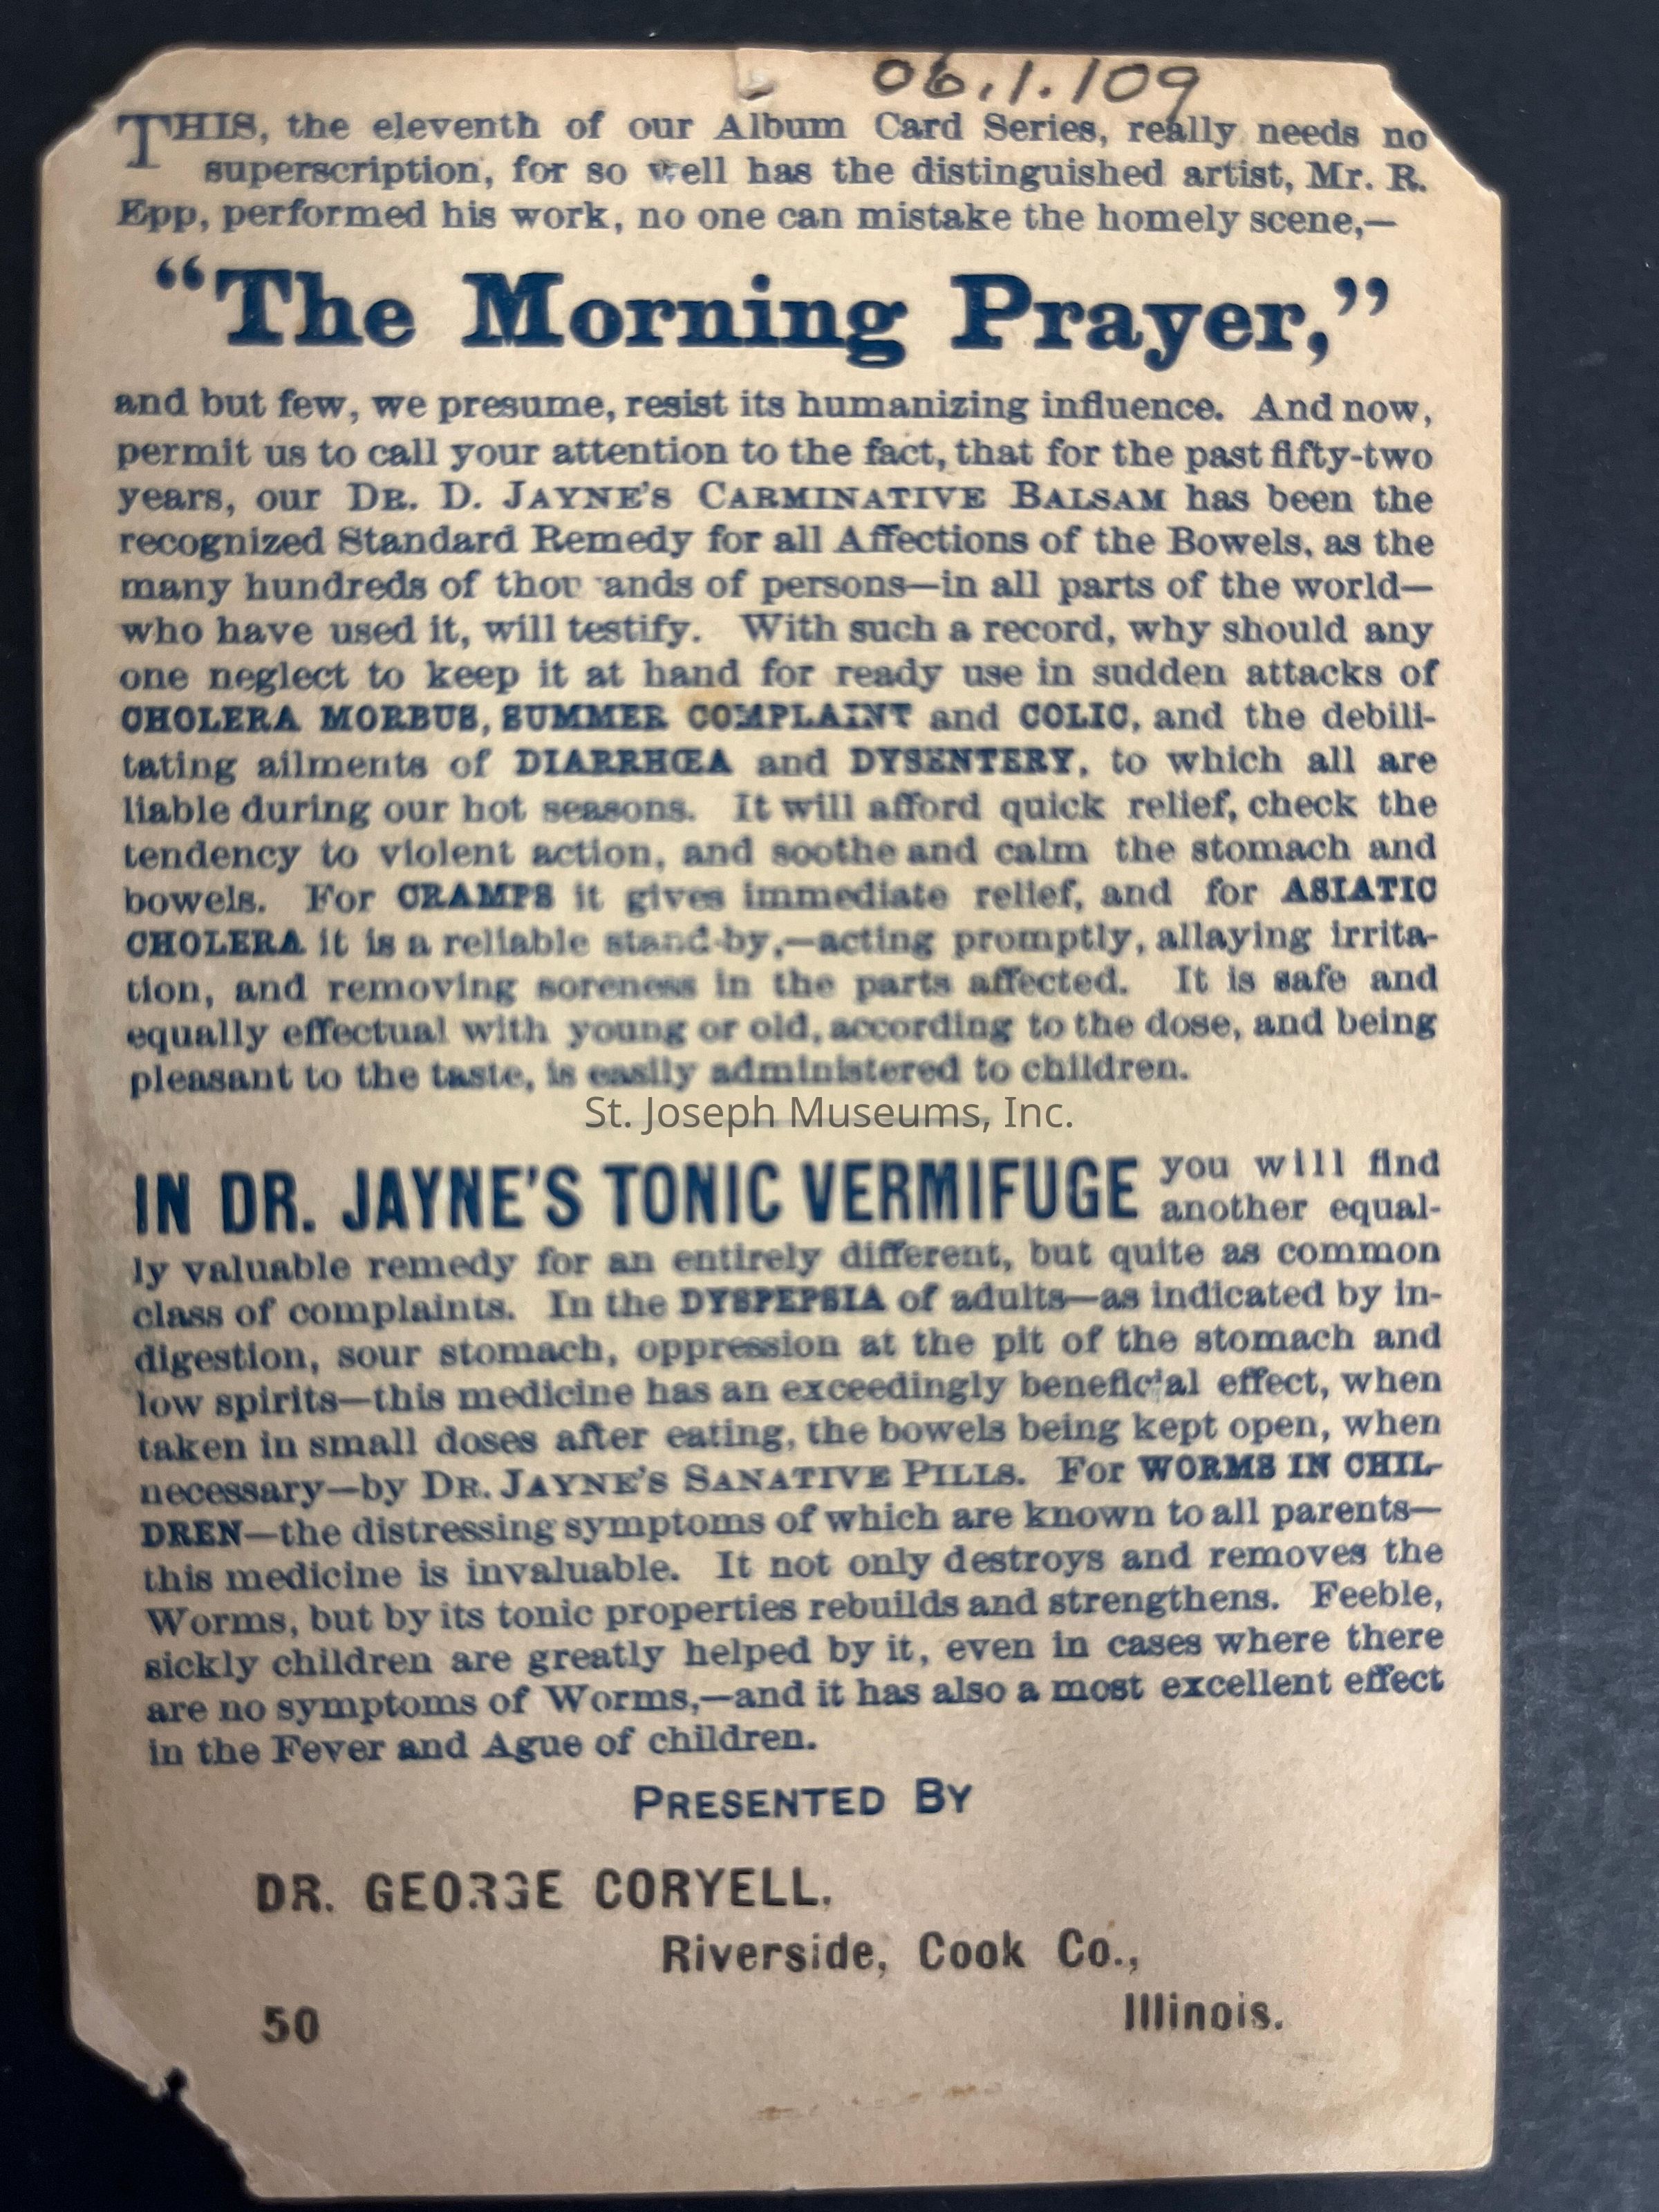 06.1.109
THIS, the eleventh of our Album Card Series, really needs no
superscription, for so well has the distinguished artist, Mr. R.
Epp, performed his work, no one can mistake the homely scene,—
“The Morning Prayer,”
and but few, we presume, resist its humanizing influence. And now,
permit us to call your attention to the fact, that for the past fifty-two
years, our DR. D. JAYNE'S CARMINATIVE BALSAM has been the
recognized Standard Remedy for all Affections of the Bowels, as the
many hundreds of thousands of persons—in all parts of the world—
who have used it, will testify. With such a record, why should any
one neglect to keep it at hand for ready use in sudden attacks of
CHOLERA MORBUS, SUMMER COMPLAINT and COLIC, and the debili-
tating ailments of DIARRHŒA and DYSENTERY, to which all are
liable during our hot seasons. It will afford quick relief, check the
tendency to violent action, and soothe and calm the stomach and
bowels. For CRAMPS it gives immediate relief, and for ASIATIC
CHOLERA it is a reliable stand-by,—acting promptly, allaying irrita-
tion, and removing soreness in the parts affected. It is safe and
equally effectual with young or old, according to the dose, and being
pleasant to the taste, is easily administered to children.
St. Joseph Museums, Inc.
IN DR. JAYNE'S TONIC VERMIFUGE you will find
another equal-
ly valuable remedy for an entirely different, but quite as common
class of complaints. In the DYSPEPSIA of adults—as indicated by in-
digestion, sour stomach, oppression at the pit of the stomach and
low spirits—this medicine has an exceedingly beneficial effect, when
taken in small doses after eating, the bowels being kept open, when
necessary—by DR. JAYNE'S SANATIVE PILLS. For WORMS IN CHIL-
DREN—the distressing symptoms of which are known to all parents—
this medicine is invaluable. It not only destroys and removes the
Worms, but by its tonic properties rebuilds and strengthens. Feeble,
sickly children are greatly helped by it, even in cases where there
are no symptoms of Worms,—and it has also a most excellent effect
in the Fever and Ague of children.
PRESENTED BY
DR. GEORGE CORYELL.
Riverside, Cook Co.,
50 Illinois.